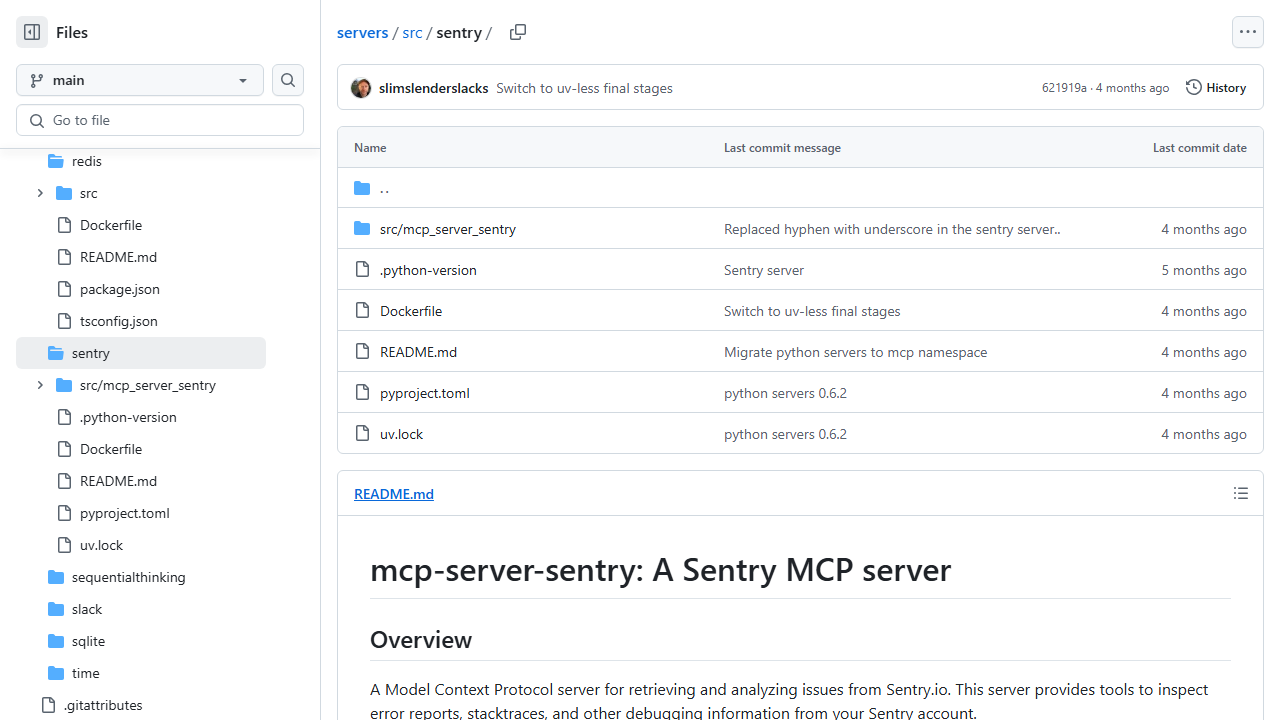 Files
main
Go to file
redis
src
Dockerfile
README.md
package.json
tsconfig.json
sentry
src/mcp_server_sentry
.python-version
Dockerfile
README.md
pyproject.toml
uv.lock
sequentialthinking
slack
sqlite
time
.gitattributes
servers / src / sentry /
slimslenderslacks Switch to uv-less final stages 621919a · 4 months ago History
Name Last commit message Last commit date
..
src/mcp_server_sentry Replaced hyphen with underscore in the sentry server.. 4 months ago
.python-version Sentry server 5 months ago
Dockerfile Switch to uv-less final stages 4 months ago
README.md Migrate python servers to mcp namespace 4 months ago
pyproject.toml python servers 0.6.2 4 months ago
uv.lock python servers 0.6.2 4 months ago
README.md
mcp-server-sentry: A Sentry MCP server
Overview
A Model Context Protocol server for retrieving and analyzing issues from Sentry.io. This server provides tools to inspect
error reports, stacktraces, and other debugging information from your Sentry account.